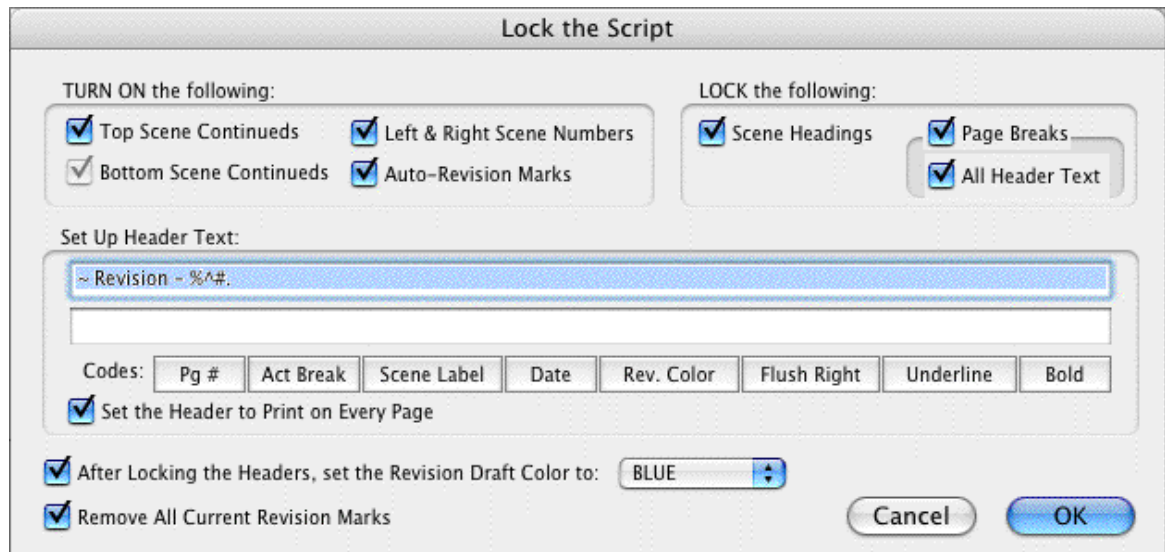 Lock the Script
TURN ON the following:
Top Scene Continueds
Left & Right Scene Numbers
Bottom Scene Continueds
Auto-Revision Marks
LOCK the following:
Scene Headings
Page Breaks
All Header Text
Set Up Header Text:
~ Revision - %^#.
Codes: Pg # Act Break Scene Label Date Rev. Color Flush Right Underline Bold
Set the Header to Print on Every Page
After Locking the Headers, set the Revision Draft Color to: BLUE
Remove All Current Revision Marks
Cancel OK